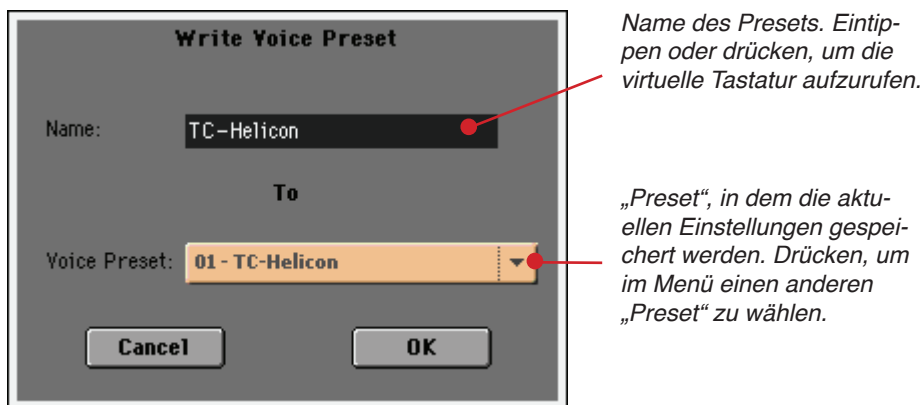 Write Voice Preset
Name:
TC-Helicon
To
Voice Preset:
01 - TC-Helicon
Cancel
OK
Name des Presets. Eintip-
pen oder drücken, um die
virtuelle Tastatur aufzurufen.
„Preset“, in dem die aktu-
ellen Einstellungen gespei-
chert werden. Drücken, um
im Menü einen anderen
„Preset“ zu wählen.